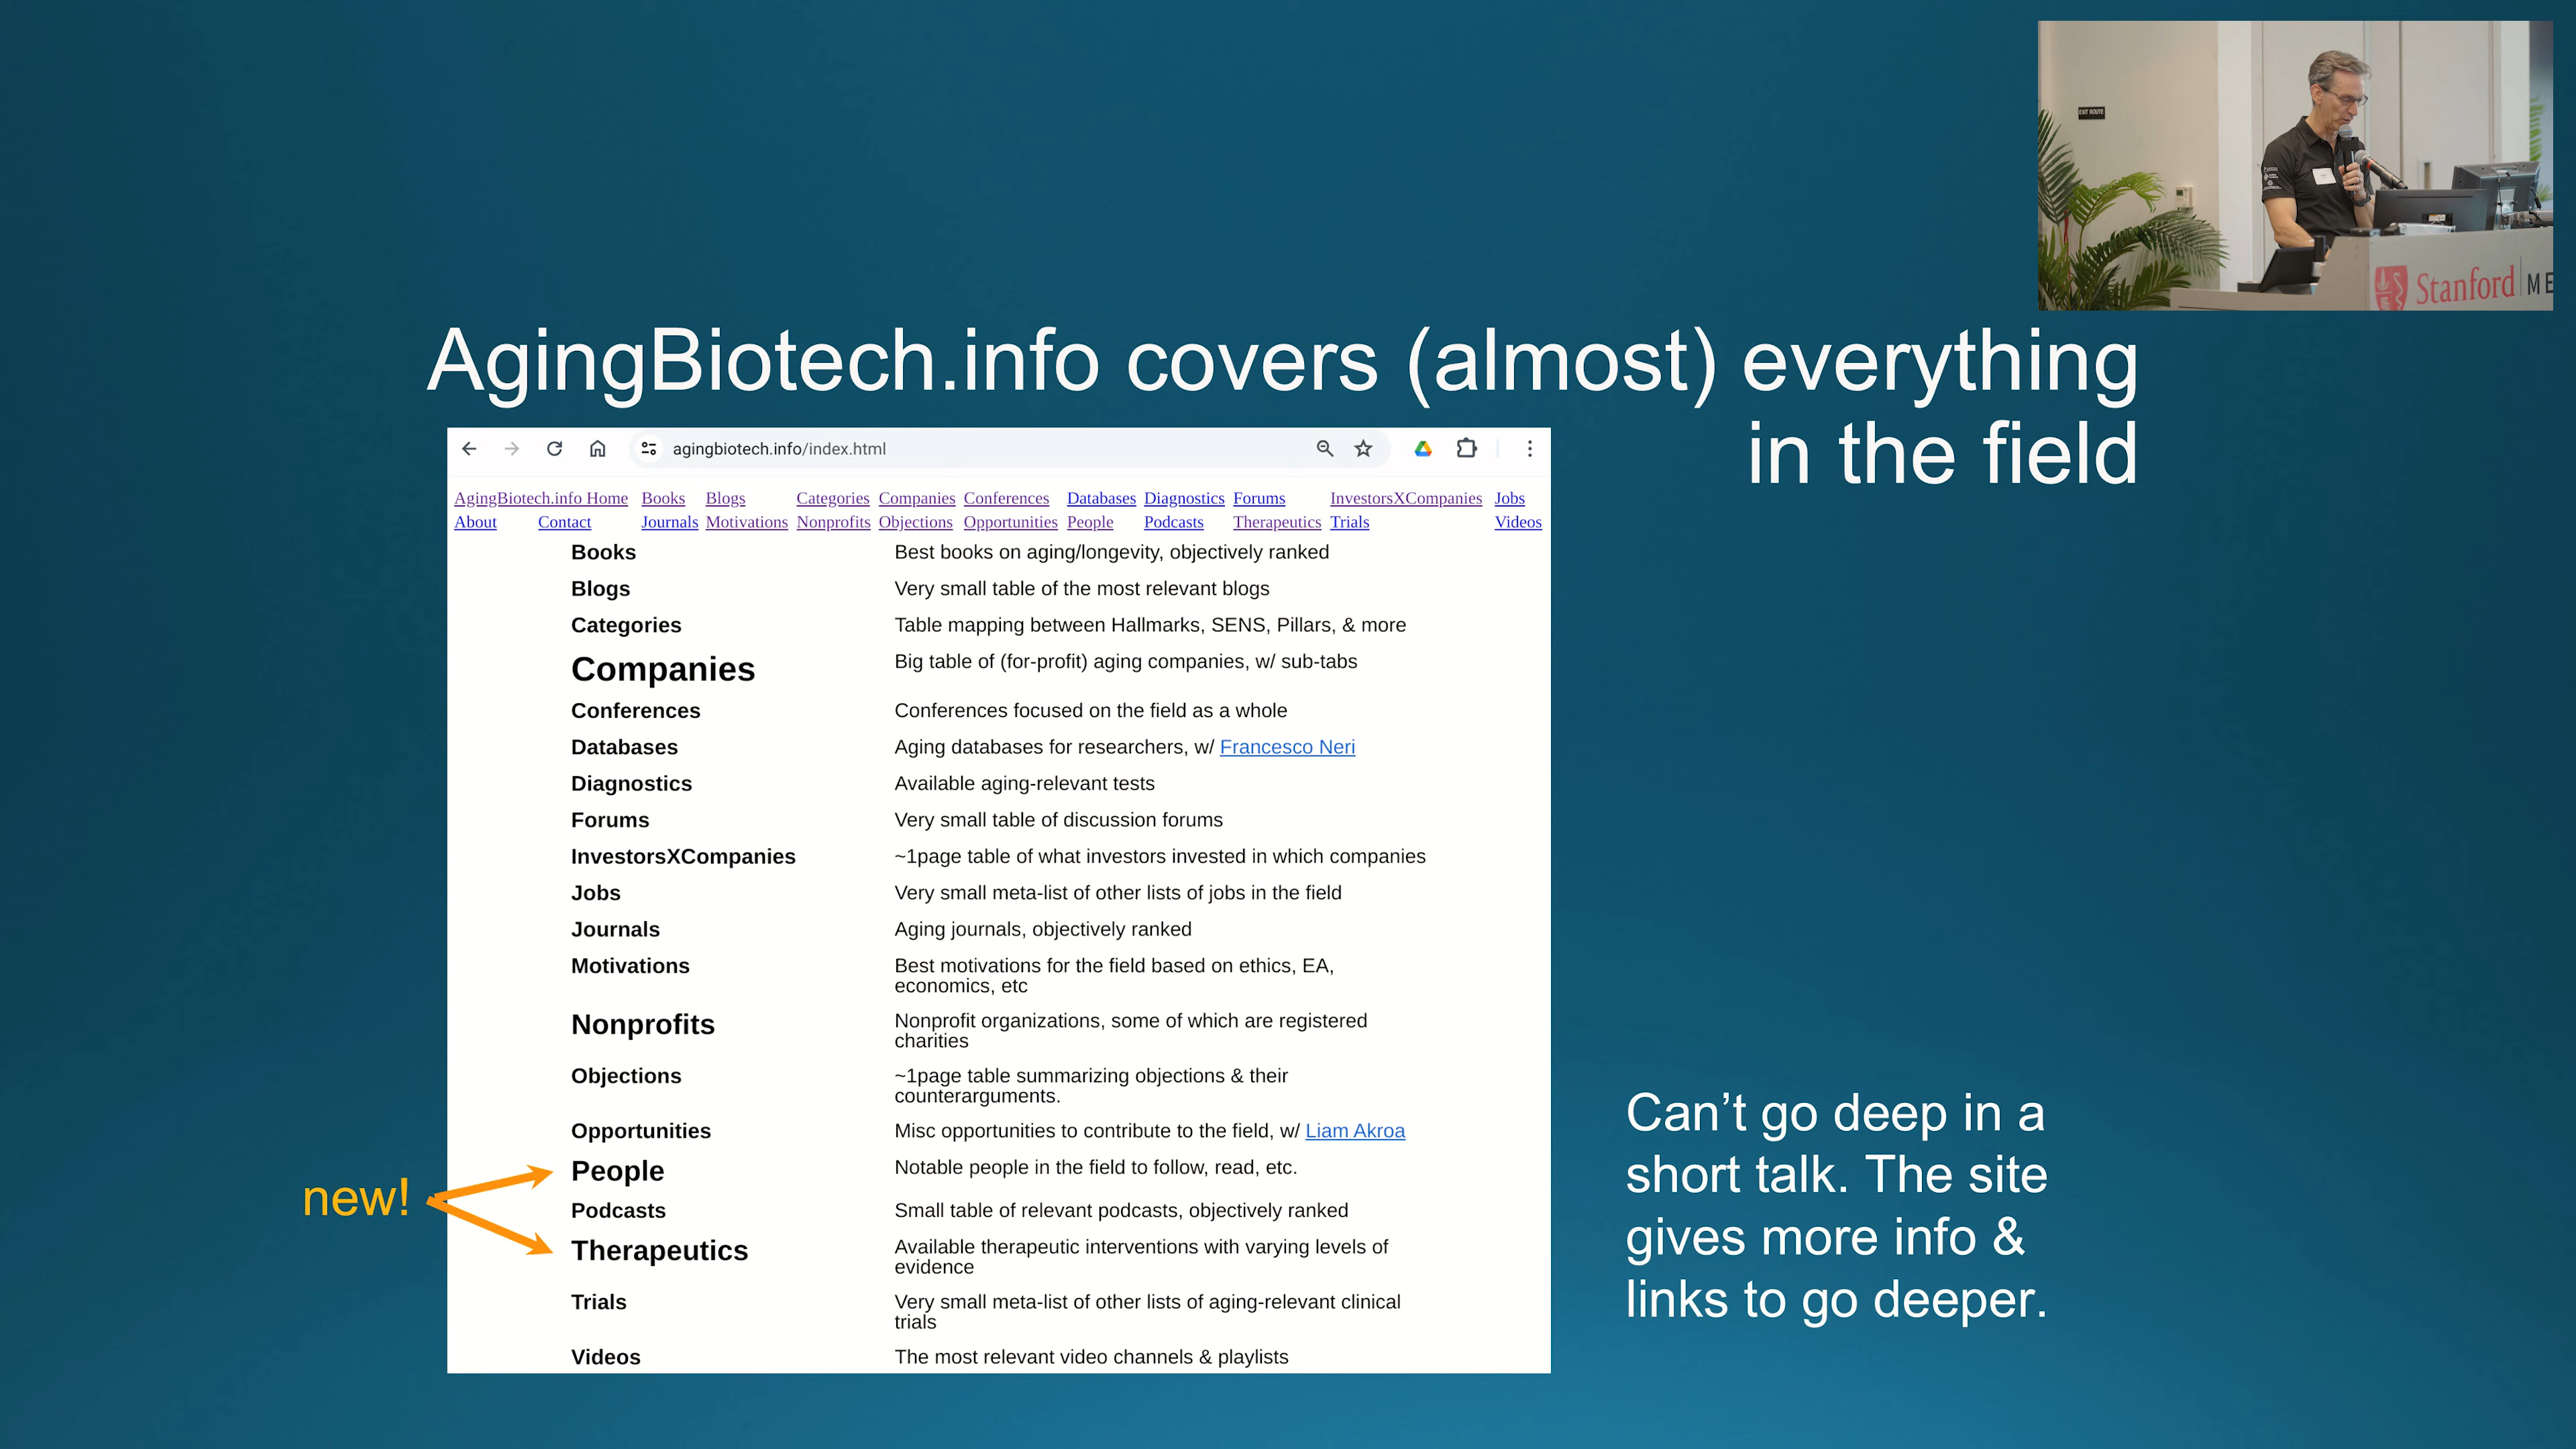 EXIT ROUTE
Stanford ME
AgingBiotech.info covers (almost) everything
in the field
agingbiotech.info/index.html
AgingBiotech.info Home Books Blogs Categories Companies Conferences Databases Diagnostics Forums InvestorsXCompanies Jobs
About Contact Journals Motivations Nonprofits Objections Opportunities People Podcasts Therapeutics Trials Videos
Books Best books on aging/longevity, objectively ranked
Blogs Very small table of the most relevant blogs
Categories Table mapping between Hallmarks, SENS, Pillars, & more
Companies Big table of (for-profit) aging companies, w/ sub-tabs
Conferences Conferences focused on the field as a whole
Databases Aging databases for researchers, w/ Francesco Neri
Diagnostics Available aging-relevant tests
Forums Very small table of discussion forums
InvestorsXCompanies ~1page table of what investors invested in which companies
Jobs Very small meta-list of other lists of jobs in the field
Journals Aging journals, objectively ranked
Motivations Best motivations for the field based on ethics, EA,
economics, etc
Nonprofits Nonprofit organizations, some of which are registered
charities
Objections ~1page table summarizing objections & their
counterarguments.
Opportunities Misc opportunities to contribute to the field, w/ Liam Akroa
People Notable people in the field to follow, read, etc.
Podcasts Small table of relevant podcasts, objectively ranked
Therapeutics Available therapeutic interventions with varying levels of
evidence
Trials Very small meta-list of other lists of aging-relevant clinical
trials
Videos The most relevant video channels & playlists
new!
Can’t go deep in a
short talk. The site
gives more info &
links to go deeper.